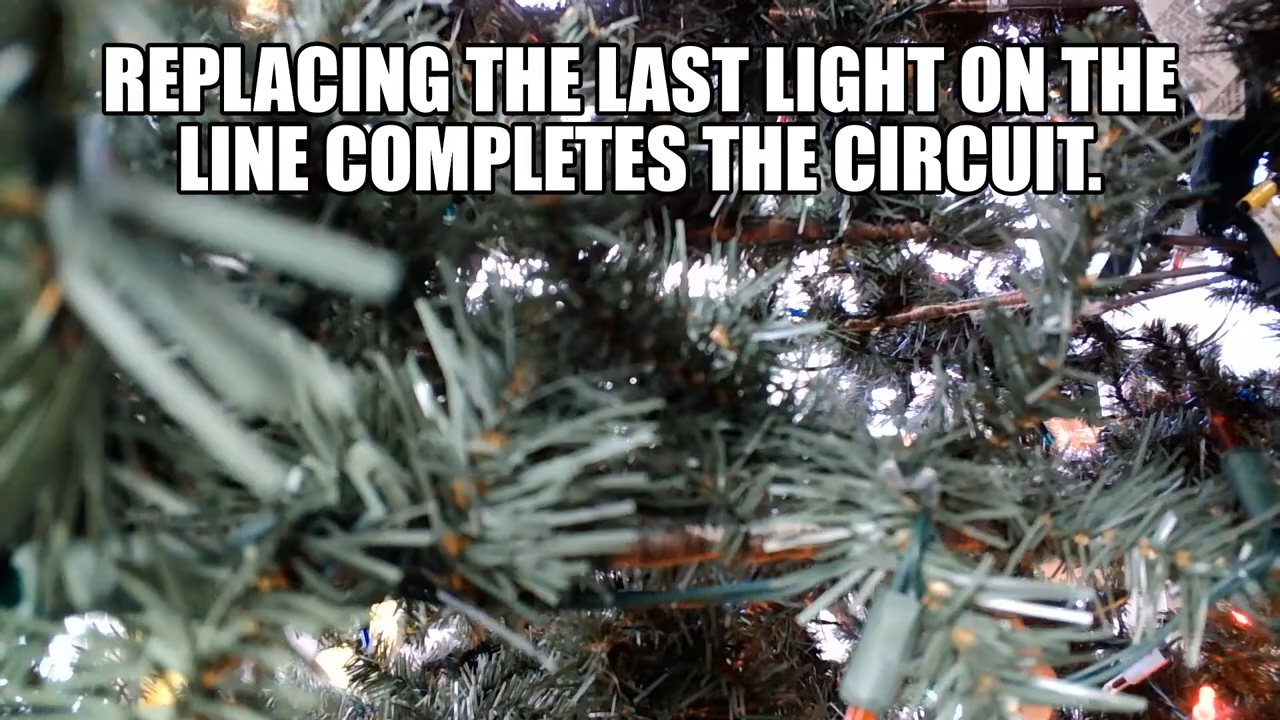 REPLACING THE LAST LIGHT ON THE
LINE COMPLETES THE CIRCUIT.